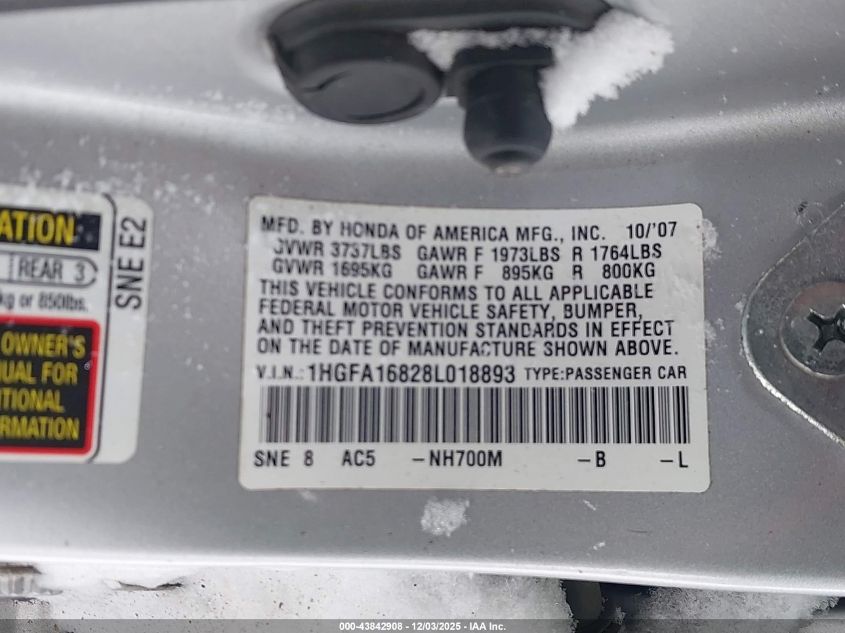 ATION
REAR 3
kg or 850lbs.
OWNER'S
UAL FOR
ITIONAL
ORMATION
SNE E2
MFD. BY HONDA OF AMERICA MFG., INC. 10/'07
GVWR 3737LBS GAWR F 1973LBS R 1764LBS
GVWR 1695KG GAWR F 895KG R 800KG
THIS VEHICLE CONFORMS TO ALL APPLICABLE
FEDERAL MOTOR VEHICLE SAFETY, BUMPER,
AND THEFT PREVENTION STANDARDS IN EFFECT
ON THE DATE OF MANUFACTURE SHOWN ABOVE.
V.I.N.: 1HGFA16828L018893 TYPE:PASSENGER CAR
SNE 8 AC5 -NH700M -B -L
000-43842908 - 12/03/2025 - IAA Inc.